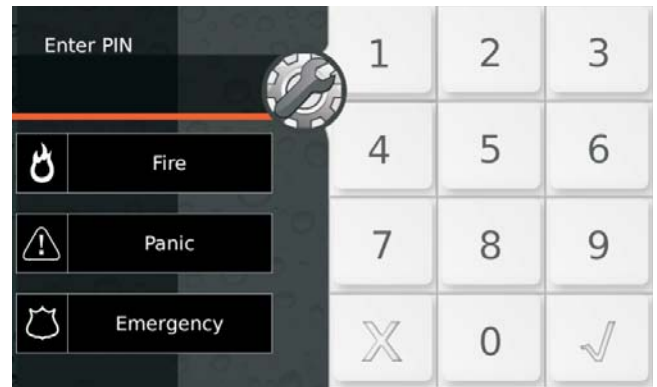 Enter PIN
1 2 3
Fire
4 5 6
Panic
7 8 9
Emergency
X 0 √